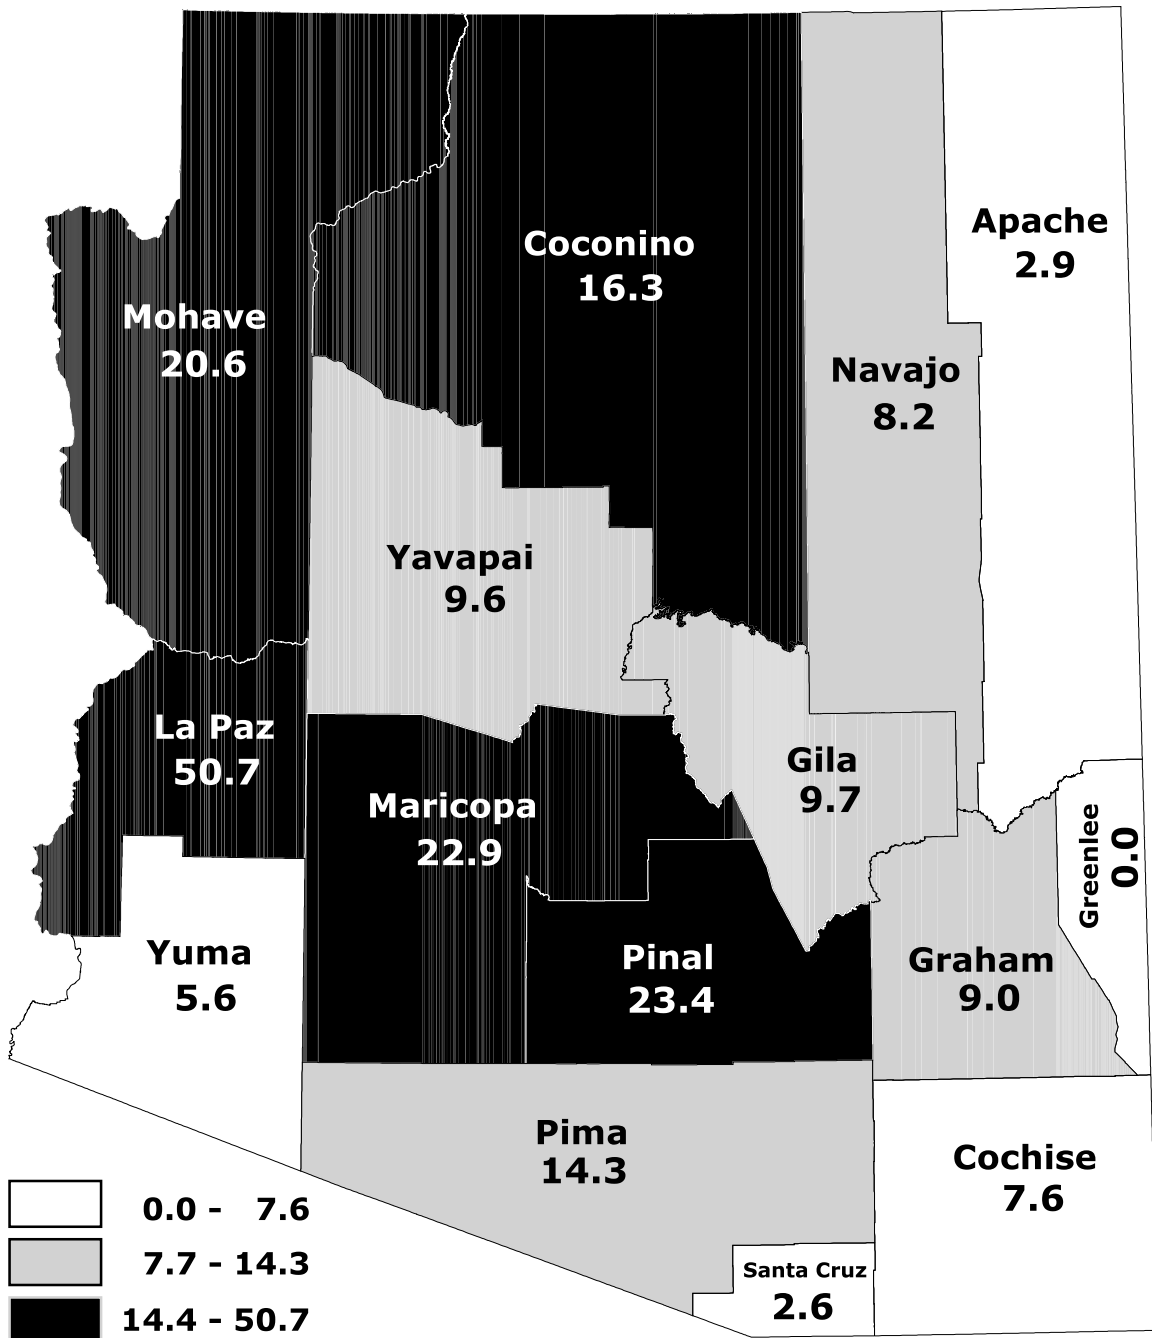 Apache
2.9
Coconino
16.3
Mohave
20.6
Navajo
8.2
Yavapai
9.6
La Paz
50.7
Gila
9.7
Maricopa
22.9
Greenlee
0.0
Yuma
5.6
Pinal
23.4
Graham
9.0
Pima
14.3
Cochise
7.6
Santa Cruz
2.6
0.0 - 7.6
7.7 - 14.3
14.4 - 50.7